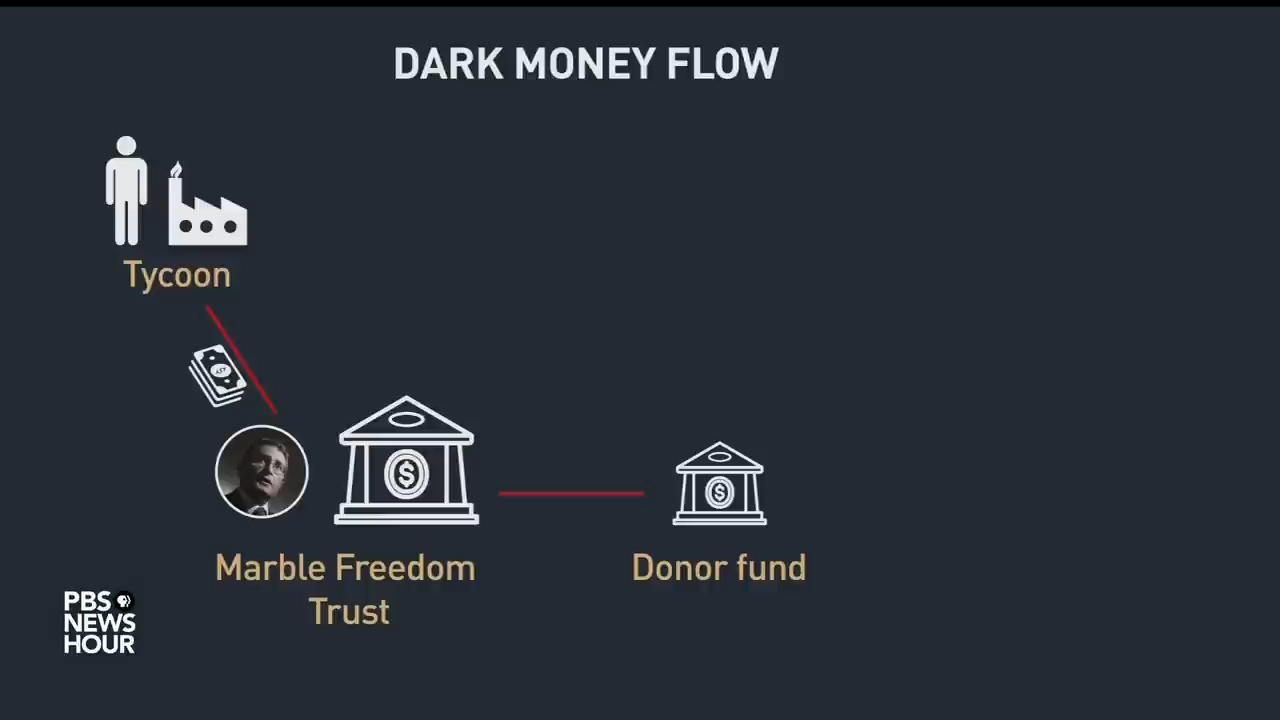 DARK MONEY FLOW
Tycoon
$
$
Marble Freedom
Trust
Donor fund
PBS
NEWS
HOUR